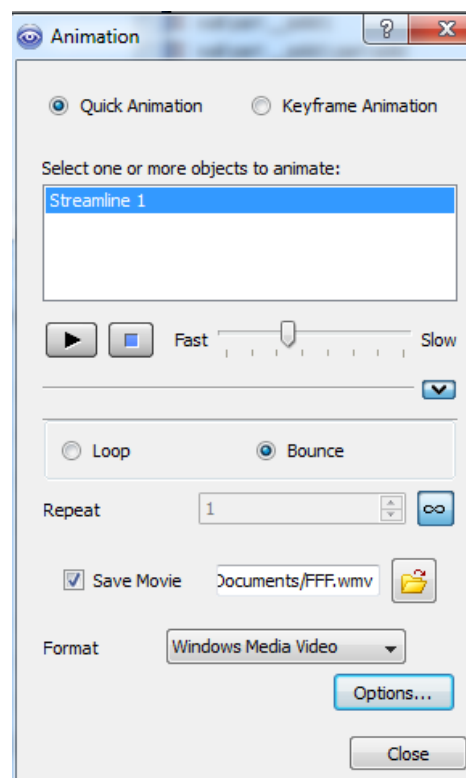 Animation
Quick Animation Keyframe Animation
Select one or more objects to animate:
Streamline 1
Fast Slow
Loop Bounce
Repeat 1 ∞
Save Movie Documents/FFF.wmv
Format Windows Media Video
Options...
Close